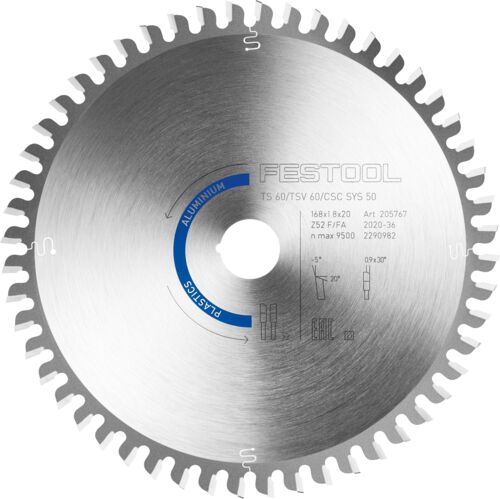 FESTOOL
TS 60/TSV 60/CSC SYS 50
168x1.8x20 Art 205767
Z52 F/FA 2020-36
n max 9500 2290982
-5° 0.9x30°
20°
ALUMINIUM
PLASTICS
EAC